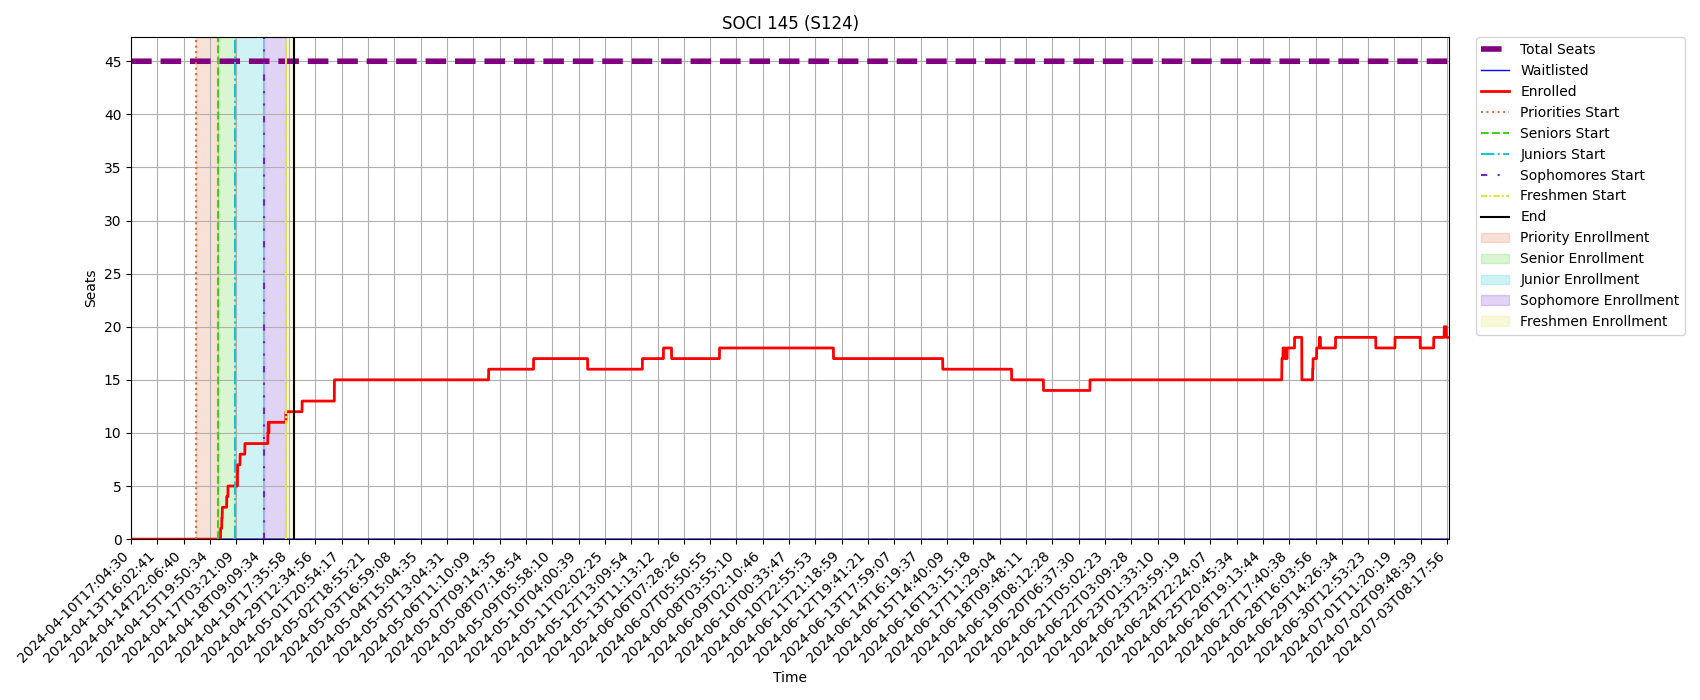 SOCI 145 (S124)
Seats
45
40
35
30
25
20
15
10
5
0
2024-04-10T17:04:30
2024-04-13T16:02:41
2024-04-14T22:06:40
2024-04-15T19:50:34
2024-04-17T03:21:09
2024-04-18T09:09:34
2024-04-19T17:35:58
2024-04-29T12:34:56
2024-05-01T20:54:17
2024-05-02T18:55:21
2024-05-03T16:59:08
2024-05-04T15:04:35
2024-05-05T13:04:31
2024-05-06T11:10:09
2024-05-07T09:14:35
2024-05-08T07:18:54
2024-05-09T05:58:10
2024-05-10T04:00:39
2024-05-11T02:02:25
2024-05-12T13:09:54
2024-05-13T11:13:12
2024-06-06T07:28:26
2024-06-07T05:50:55
2024-06-08T03:55:10
2024-06-09T02:10:46
2024-06-10T00:33:47
2024-06-10T22:55:53
2024-06-11T21:18:59
2024-06-12T19:41:21
2024-06-13T17:59:07
2024-06-14T16:19:37
2024-06-15T14:40:09
2024-06-16T13:15:18
2024-06-17T11:29:04
2024-06-18T09:48:11
2024-06-19T08:12:28
2024-06-20T06:37:30
2024-06-21T05:02:23
2024-06-22T03:09:28
2024-06-23T01:33:10
2024-06-23T23:59:19
2024-06-24T22:24:07
2024-06-25T20:45:34
2024-06-26T19:13:44
2024-06-27T17:40:38
2024-06-28T16:03:56
2024-06-29T14:26:34
2024-06-30T12:53:23
2024-07-01T11:20:19
2024-07-02T09:48:39
2024-07-03T08:17:56
Time
Total Seats
Waitlisted
Enrolled
Priorities Start
Seniors Start
Juniors Start
Sophomores Start
Freshmen Start
End
Priority Enrollment
Senior Enrollment
Junior Enrollment
Sophomore Enrollment
Freshmen Enrollment